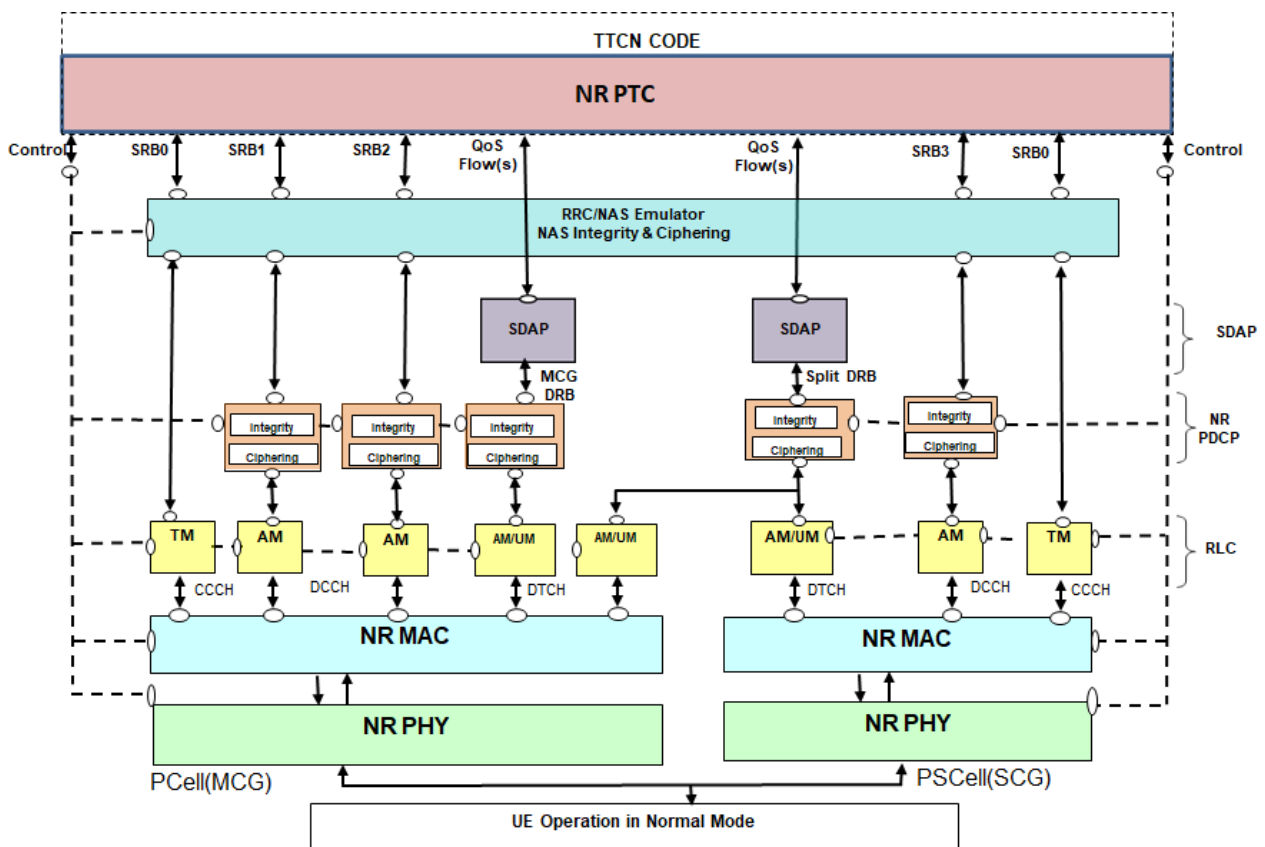 TTCN CODE
NR PTC
Control
SRB0
SRB1
SRB2
QoS
Flow(s)
QoS
Flow(s)
SRB3
SRB0
Control
RRC/NAS Emulator
NAS Integrity & Ciphering
SDAP
SDAP
SDAP
MCG
DRB
Split DRB
Integrity
Ciphering
Integrity
Ciphering
Integrity
Ciphering
Integrity
Ciphering
Integrity
Ciphering
NR
PDCP
TM
AM
AM
AM/UM
AM/UM
AM/UM
AM
TM
RLC
CCCH
DCCH
DTCH
DTCH
DCCH
CCCH
NR MAC
NR MAC
NR PHY
NR PHY
PCell(MCG)
PSCell(SCG)
UE Operation in Normal Mode